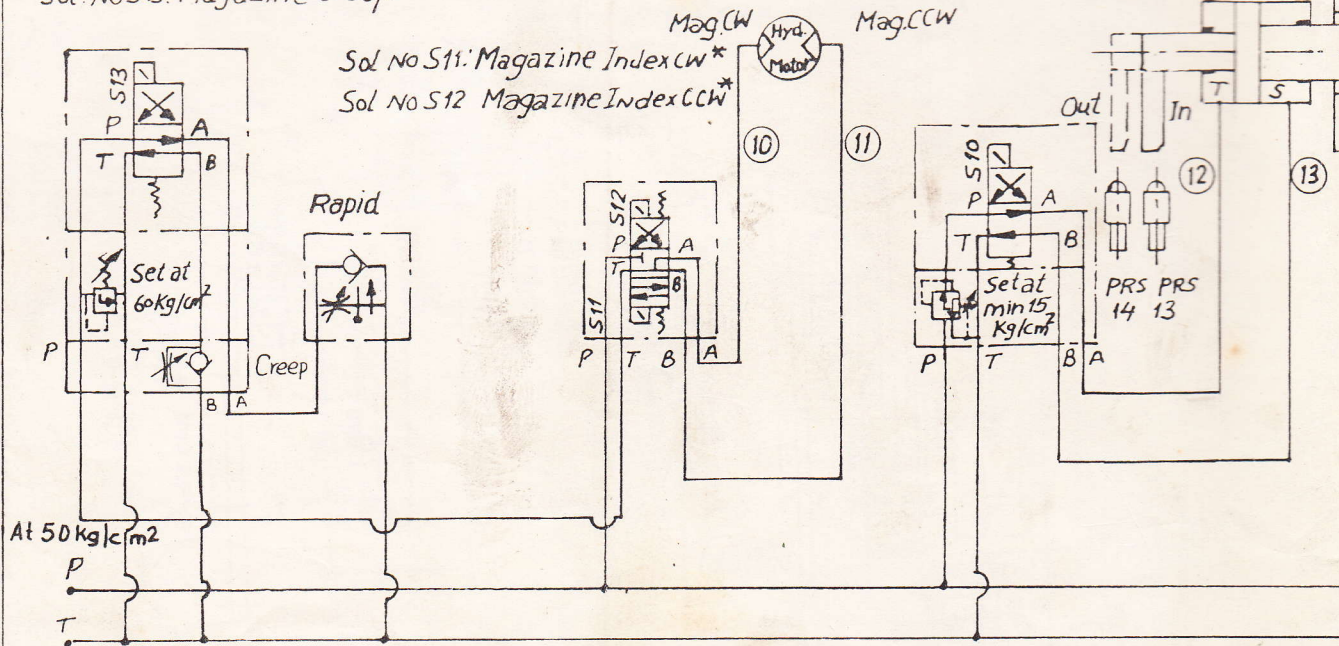 Sol No S11: Magazine Index CW *
Sol No S12 Magazine Index CCW *
Mag. CW
Hyd.
Motor
Mag. CCW
S13
P A
T B
Set at
60 Kg/cm²
P T
Creep
B A
Rapid
10
11
S12
P A
T B
S11
P T B A
Out
In
T S
12
13
S10
P A
T B
Set at
min 15
Kg/cm²
PRS PRS
14 13
P T B A
At 50 kg/cm2
P
T